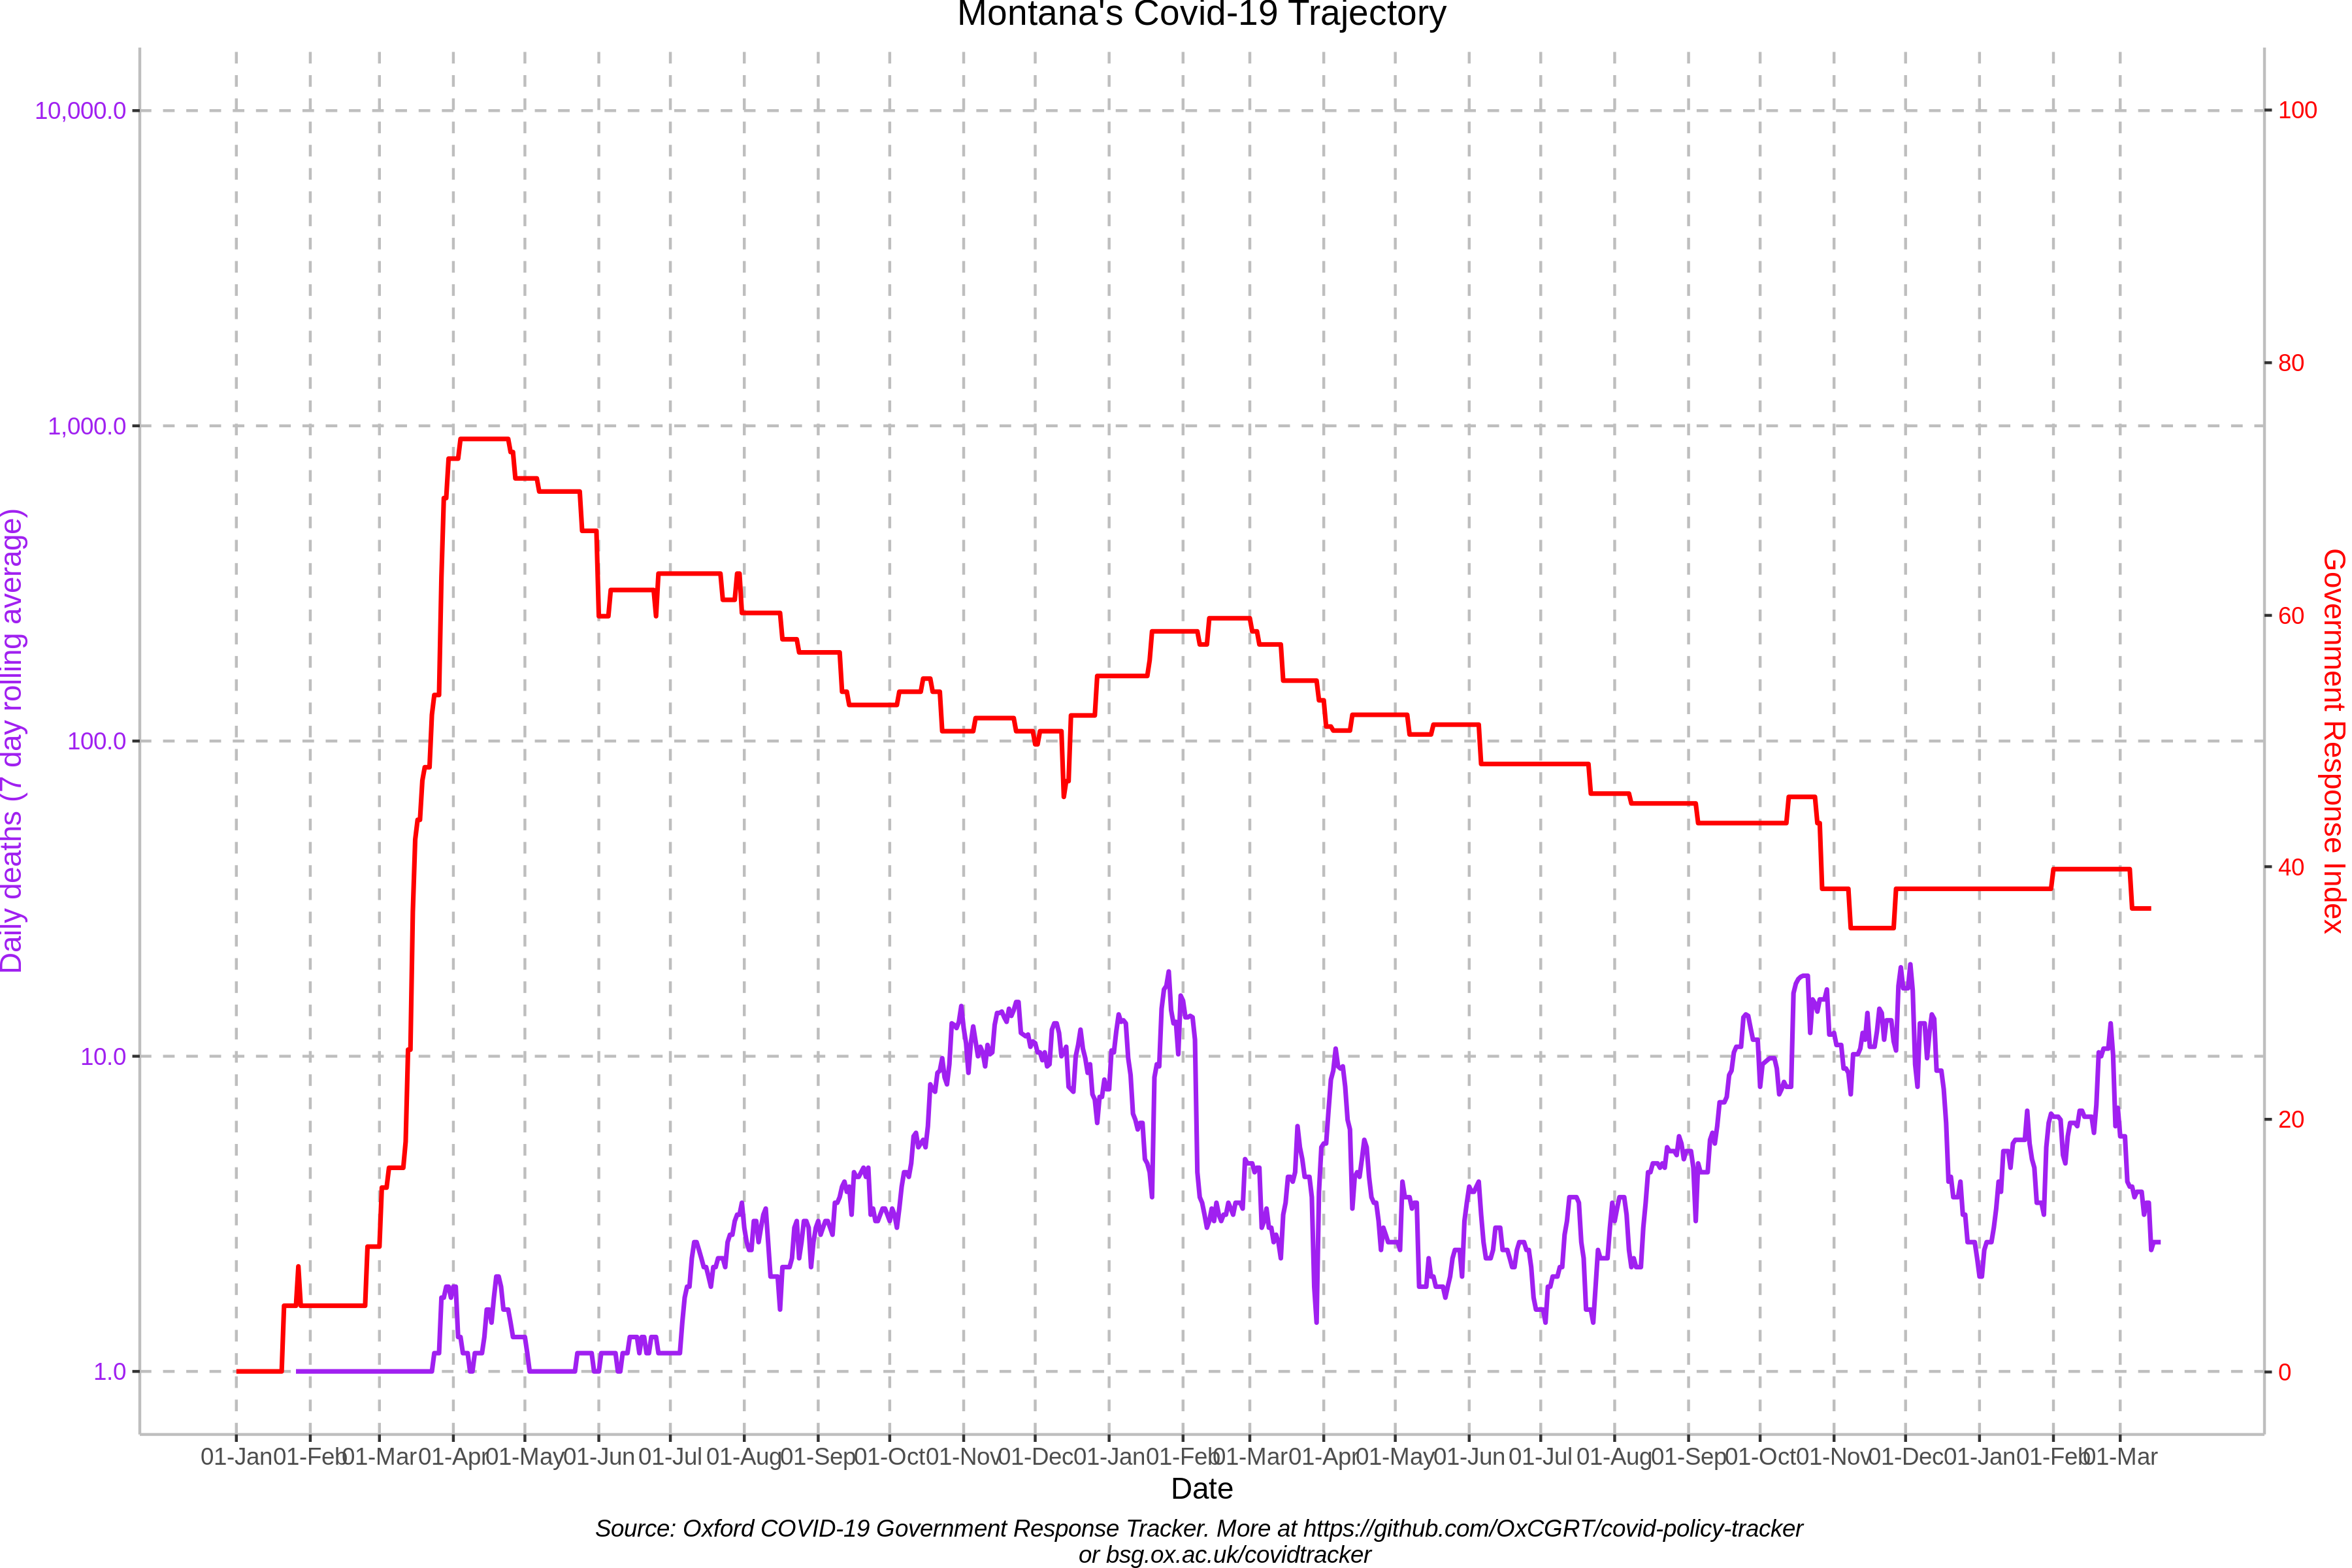 Montana's Covid-19 Trajectory
10,000.0
1,000.0
100.0
10.0
1.0
Daily deaths (7 day rolling average)
100
80
60
40
20
0
Government Response Index
01-Jan 01-Feb 01-Mar 01-Apr 01-May 01-Jun 01-Jul 01-Aug 01-Sep 01-Oct 01-Nov 01-Dec 01-Jan 01-Feb 01-Mar 01-Apr 01-May 01-Jun 01-Jul 01-Aug 01-Sep 01-Oct 01-Nov 01-Dec 01-Jan 01-Feb 01-Mar
Date
Source: Oxford COVID-19 Government Response Tracker. More at https://github.com/OxCGRT/covid-policy-tracker
or bsg.ox.ac.uk/covidtracker